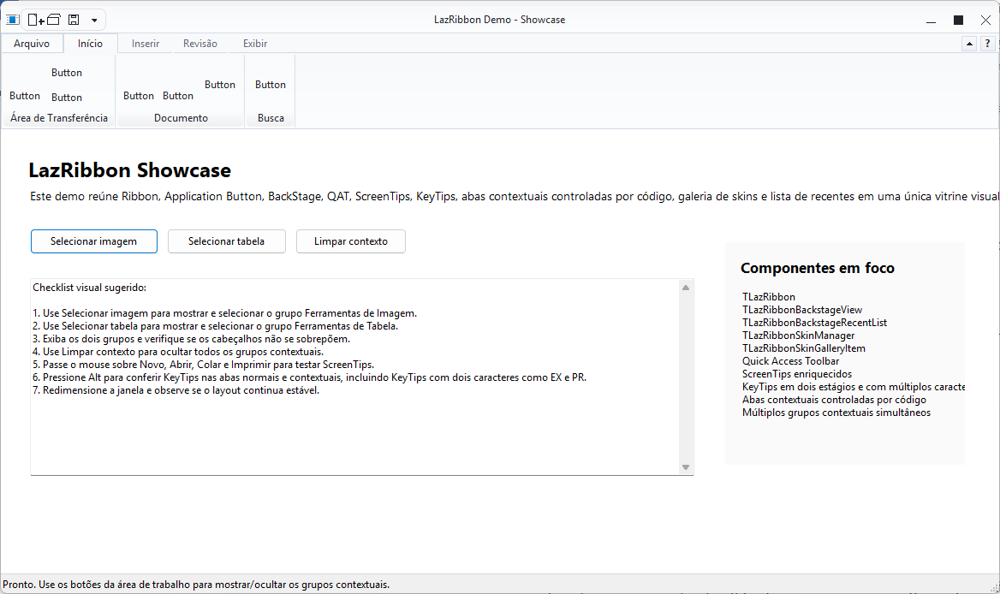 LazRibbon Demo - Showcase
Arquivo Início Inserir Revisão Exibir ?
Button
Button Button
Área de Transferência
Button Button Button
Documento
Button
Busca
LazRibbon Showcase
Este demo reúne Ribbon, Application Button, BackStage, QAT, ScreenTips, KeyTips, abas contextuais controladas por código, galeria de skins e lista de recentes em uma única vitrine visual
Selecionar imagem Selecionar tabela Limpar contexto
Checklist visual sugerido:
1. Use Selecionar imagem para mostrar e selecionar o grupo Ferramentas de Imagem.
2. Use Selecionar tabela para mostrar e selecionar o grupo Ferramentas de Tabela.
3. Exiba os dois grupos e verifique se os cabeçalhos não se sobrepõem.
4. Use Limpar contexto para ocultar todos os grupos contextuais.
5. Passe o mouse sobre Novo, Abrir, Colar e Imprimir para testar ScreenTips.
6. Pressione Alt para conferir KeyTips nas abas normais e contextuais, incluindo KeyTips com dois caracteres como EX e PR.
7. Redimensione a janela e observe se o layout continua estável.
Componentes em foco
TLazRibbon
TLazRibbonBackstageView
TLazRibbonBackstageRecentList
TLazRibbonSkinManager
TLazRibbonSkinGalleryItem
Quick Access Toolbar
ScreenTips enriquecidos
KeyTips em dois estágios e com múltiplos caracte
Abas contextuais controladas por código
Múltiplos grupos contextuais simultâneos
Pronto. Use os botões da área de trabalho para mostrar/ocultar os grupos contextuais.